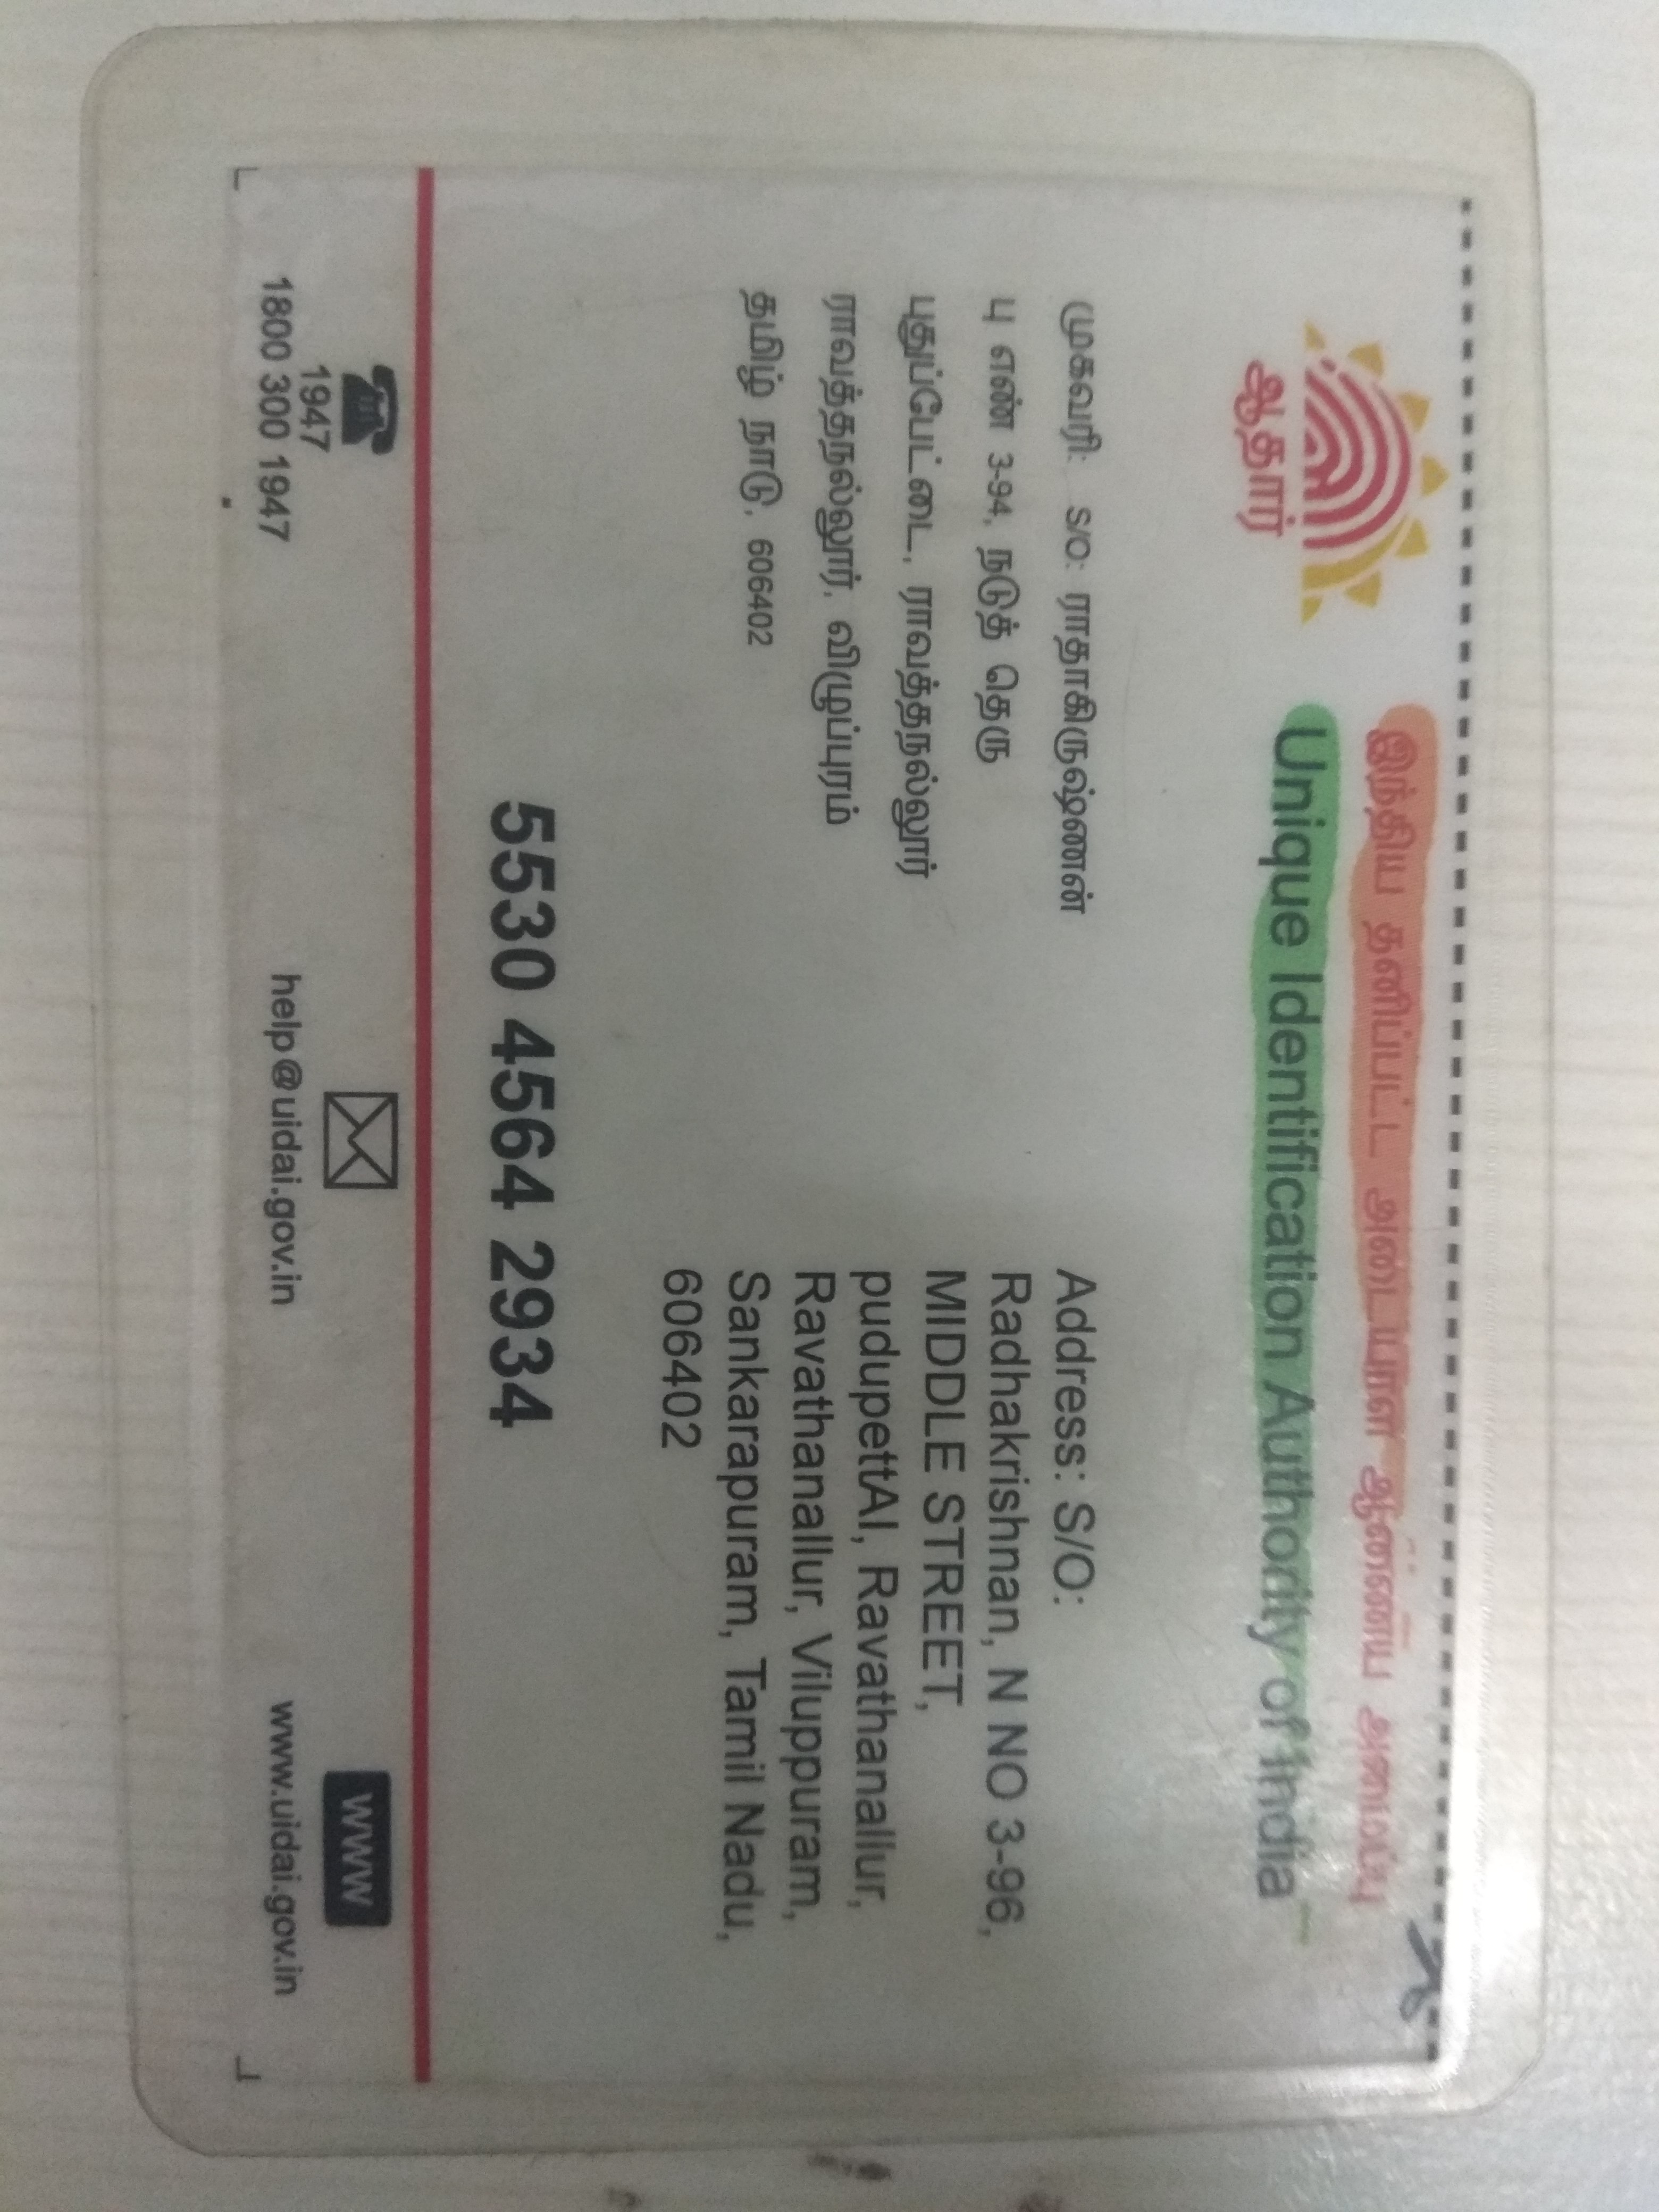 இந்திய தனிப்பட்ட அடையாள ஆணைய அமைப்பு
Unique Identification Authority of India
ஆதார்
முகவரி: S/O: ராதாகிருஷ்ணன்
பு எண் 3-94, நடுத் தெரு
புதுப்பேட்டை, ராவத்தநல்லூர்
ராவத்தநல்லூர், விழுப்புரம்
தமிழ் நாடு, 606402
Address: S/O:
Radhakrishnan, N NO 3-96,
MIDDLE STREET,
pudupettAI, Ravathanallur,
Ravathanallur, Viluppuram,
Sankarapuram, Tamil Nadu,
606402
5530 4564 2934
1947
1800 300 1947
help@uidai.gov.in
www
www.uidai.gov.in